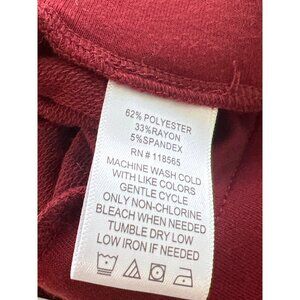 62% POLYESTER
33%RAYON
5%SPANDEX
RN # 118565
MACHINE WASH COLD
WITH LIKE COLORS
GENTLE CYCLE
ONLY NON-CHLORINE
BLEACH WHEN NEEDED
TUMBLE DRY LOW
LOW IRON IF NEEDED